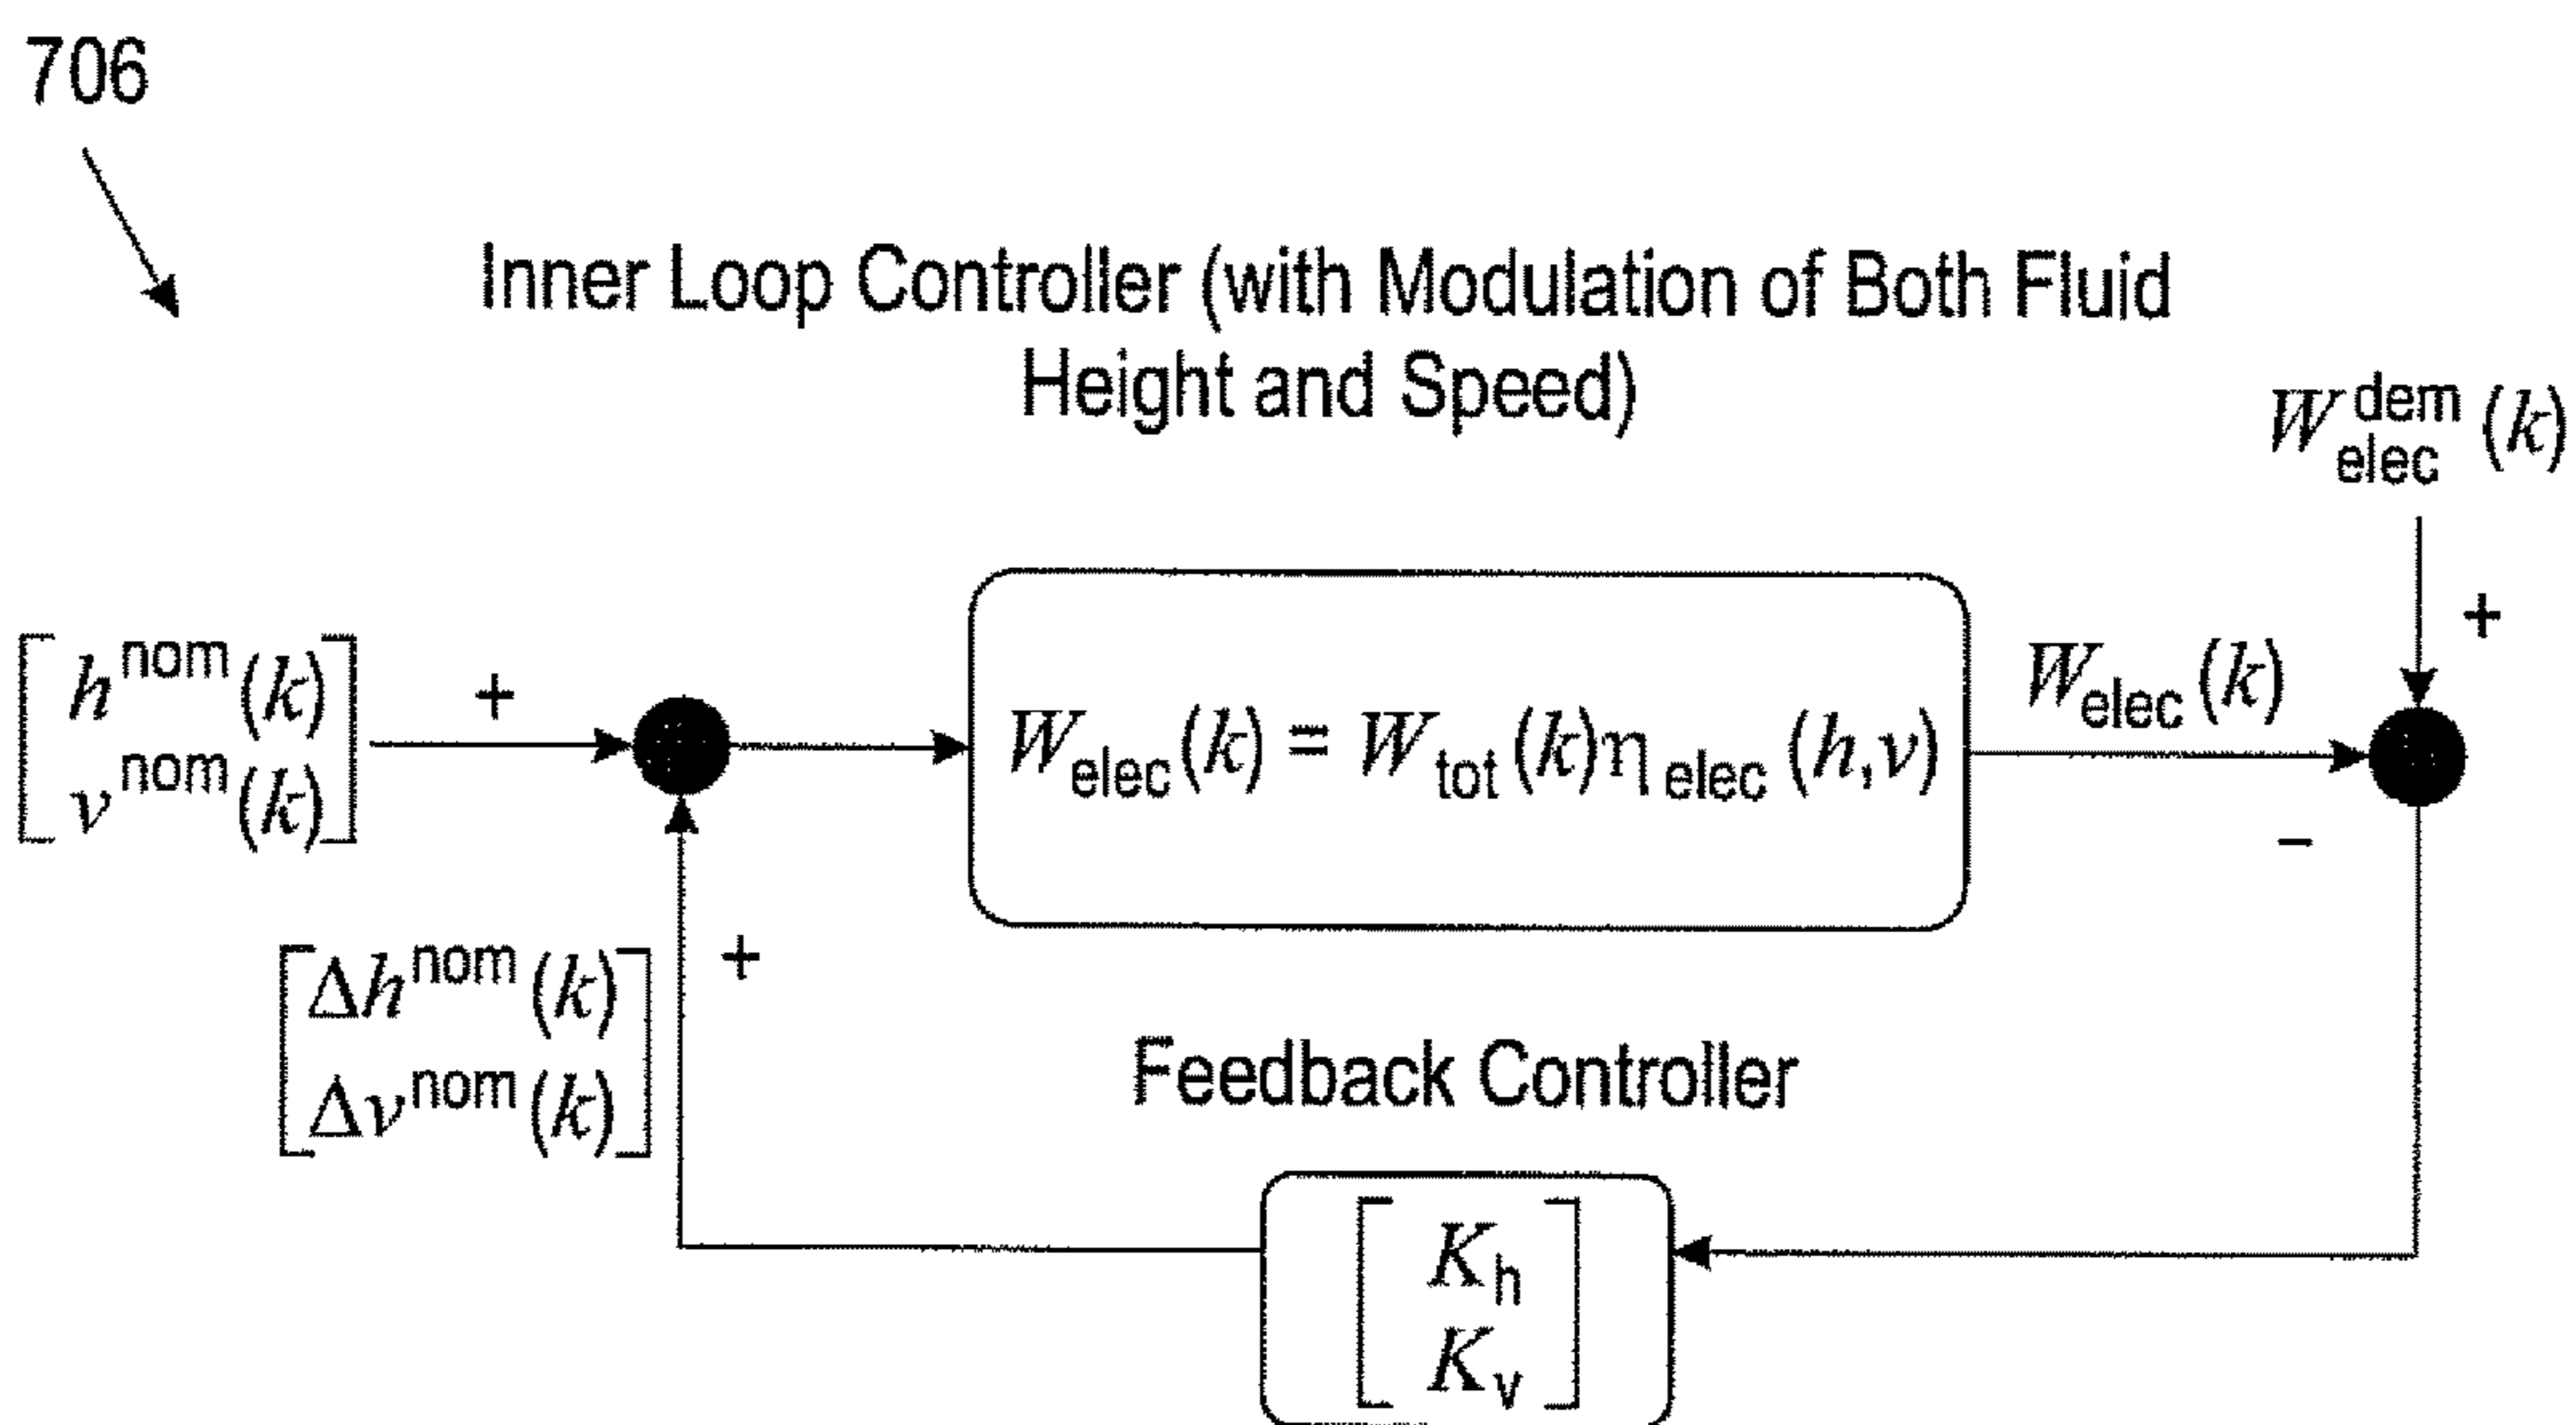 706
Inner Loop Controller (with Modulation of Both Fluid
Height and Speed)
W_elec^dem (k)
+
[ h^nom (k)
v^nom (k) ]
+
W_elec (k) = W_tot (k) η_elec (h,v)
W_elec (k)
−
[ Δh^nom (k)
Δv^nom (k) ]
+
Feedback Controller
[ K_h
K_v ]